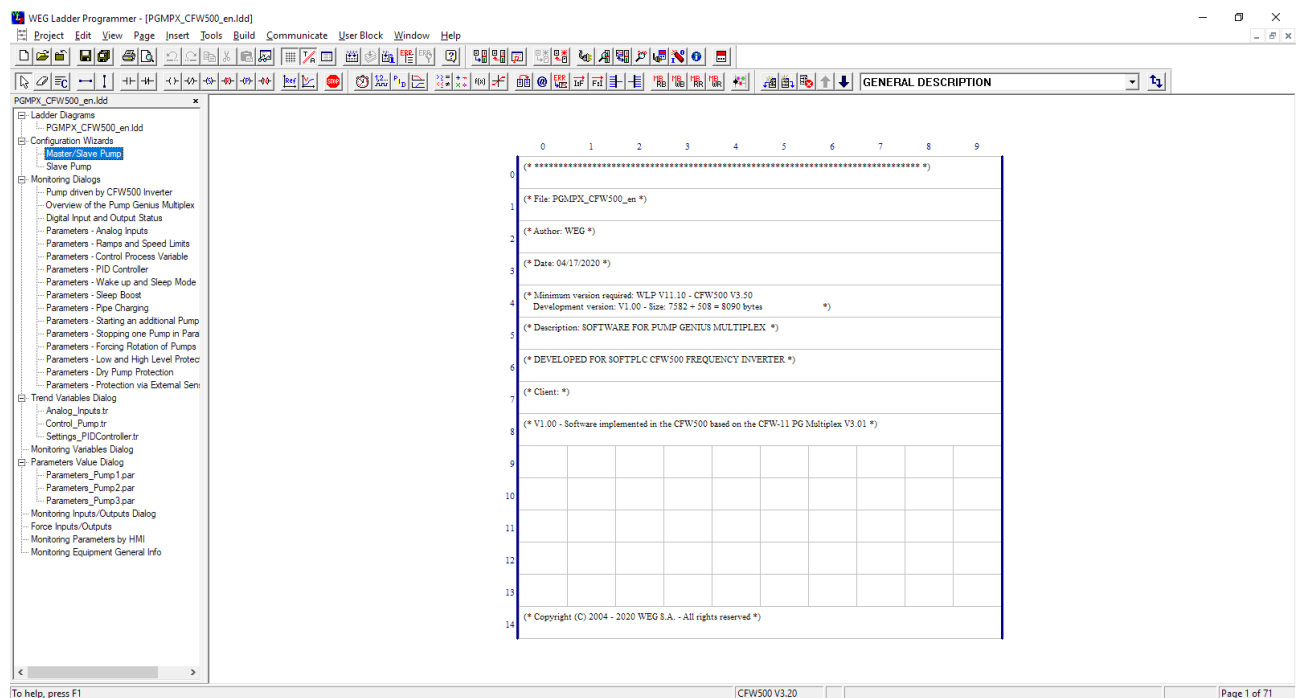 WEG Ladder Programmer - [PGMPX_CFW500_en.ldd]
Project Edit View Page Insert Tools Build Communicate User Block Window Help
GENERAL DESCRIPTION
PGMPX_CFW500_en.ldd
Ladder Diagrams
PGMPX_CFW500_en.ldd
Configuration Wizards
Master/Slave Pump
Slave Pump
Monitoring Dialogs
Pump driven by CFW500 Inverter
Overview of the Pump Genius Multiplex
Digital Input and Output Status
Parameters - Analog Inputs
Parameters - Ramps and Speed Limits
Parameters - Control Process Variable
Parameters - PID Controller
Parameters - Wake up and Sleep Mode
Parameters - Sleep Boost
Parameters - Pipe Charging
Parameters - Starting an additional Pump
Parameters - Stopping one Pump in Para
Parameters - Forcing Rotation of Pumps
Parameters - Low and High Level Protec
Parameters - Dry Pump Protection
Parameters - Protection via External Sen
Trend Variables Dialog
Analog_Inputs.tr
Control_Pump.tr
Settings_PIDController.tr
Monitoring Variables Dialog
Parameters Value Dialog
Parameters_Pump1.par
Parameters_Pump2.par
Parameters_Pump3.par
Monitoring Inputs/Outputs Dialog
Force Inputs/Outputs
Monitoring Parameters by HMI
Monitoring Equipment General Info
0 1 2 3 4 5 6 7 8 9
0
1 (* File: PGMPX_CFW500_en *)
2 (* Author: WEG *)
3 (* Date: 04/17/2020 *)
4 (* Minimum version required: WLP V11.10 - CFW500 V3.50
Development version: V1.00 - Size: 7582 + 508 = 8090 bytes *)
5 (* Description: SOFTWARE FOR PUMP GENIUS MULTIPLEX *)
6 (* DEVELOPED FOR SOFTPLC CFW500 FREQUENCY INVERTER *)
7 (* Client: *)
8 (* V1.00 - Software implemented in the CFW500 based on the CFW-11 PG Multiplex V3.01 *)
9
10
11
12
13
14 (* Copyright (C) 2004 - 2020 WEG S.A. - All rights reserved *)
To help, press F1
CFW500 V3.20
Page 1 of 71